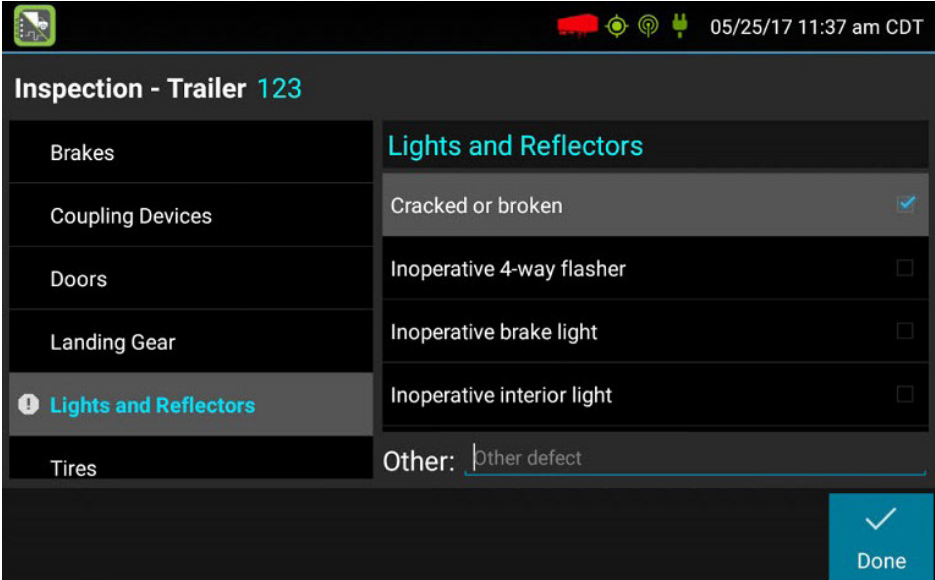 05/25/17 11:37 am CDT
Inspection - Trailer 123
Brakes
Coupling Devices
Doors
Landing Gear
Lights and Reflectors
Tires
Lights and Reflectors
Cracked or broken
Inoperative 4-way flasher
Inoperative brake light
Inoperative interior light
Other: Other defect
Done